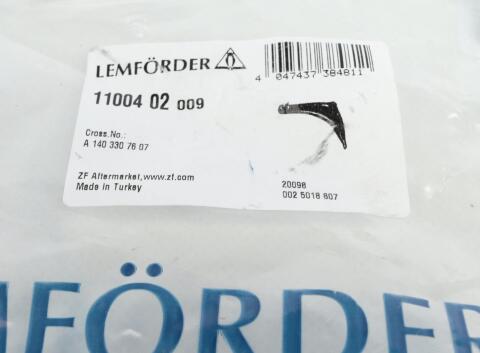 LEMFÖRDER
4 047437 384811
11004 02 009
Cross.No.:
A 140 330 76 07
ZF Aftermarket,www.zf.com
Made in Turkey
20098
002 5018 807
MFÖRDER